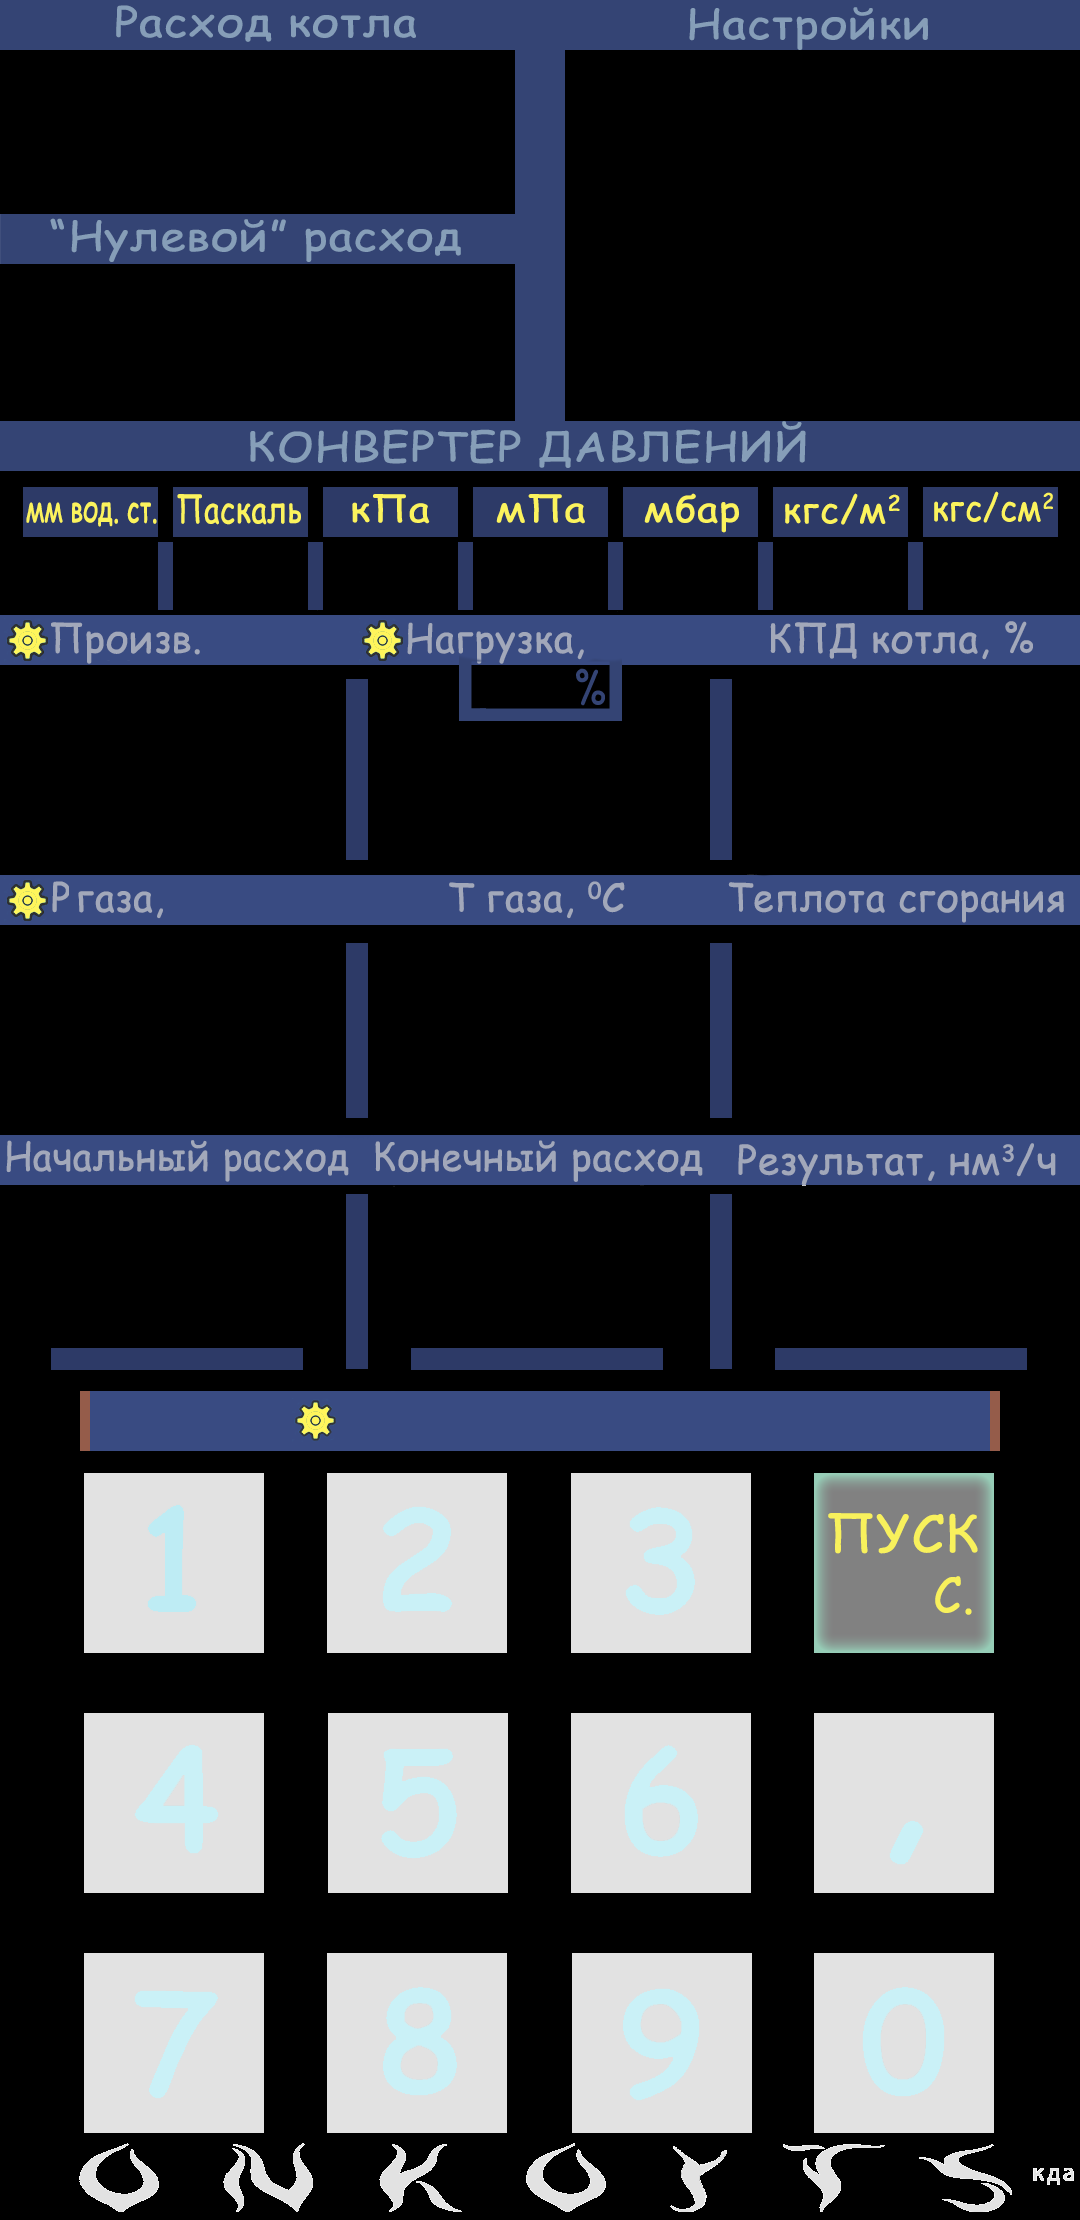 Расход котла
Настройки
“Нулевой” расход
КОНВЕРТЕР ДАВЛЕНИЙ
мм вод. ст. Паскаль кПа мПа мбар кгс/м² кгс/см²
Произв. Нагрузка, КПД котла, %
%
Р газа, Т газа, ⁰С Теплота сгорания
Начальный расход Конечный расход Результат, нм³/ч
1 2 3 ПУСК
С.
4 5 6 ,
7 8 9 0
ONKOYTS кда